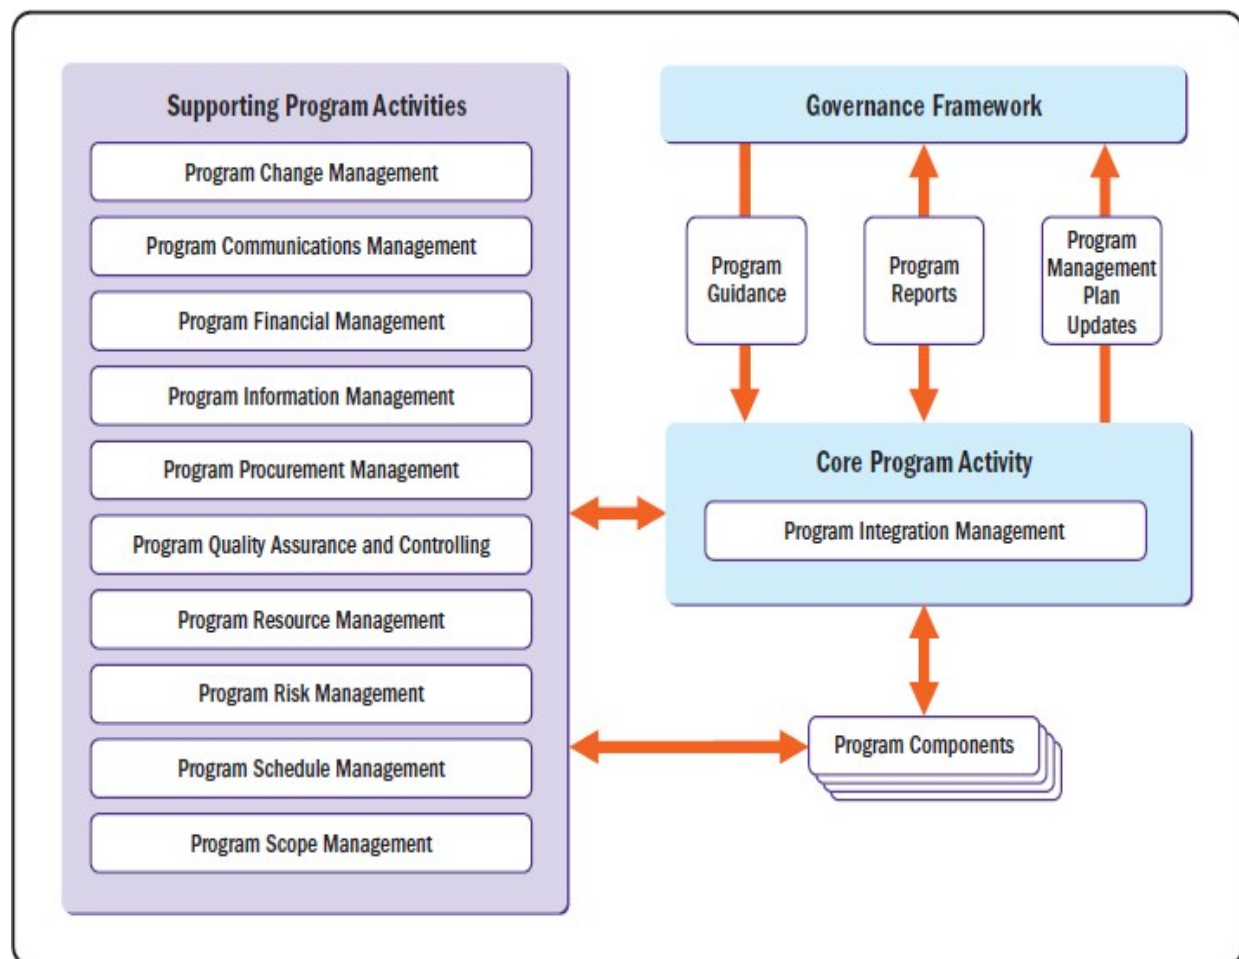 Supporting Program Activities
Program Change Management
Program Communications Management
Program Financial Management
Program Information Management
Program Procurement Management
Program Quality Assurance and Controlling
Program Resource Management
Program Risk Management
Program Schedule Management
Program Scope Management
Governance Framework
Program
Guidance
Program
Reports
Program
Management
Plan
Updates
Core Program Activity
Program Integration Management
Program Components